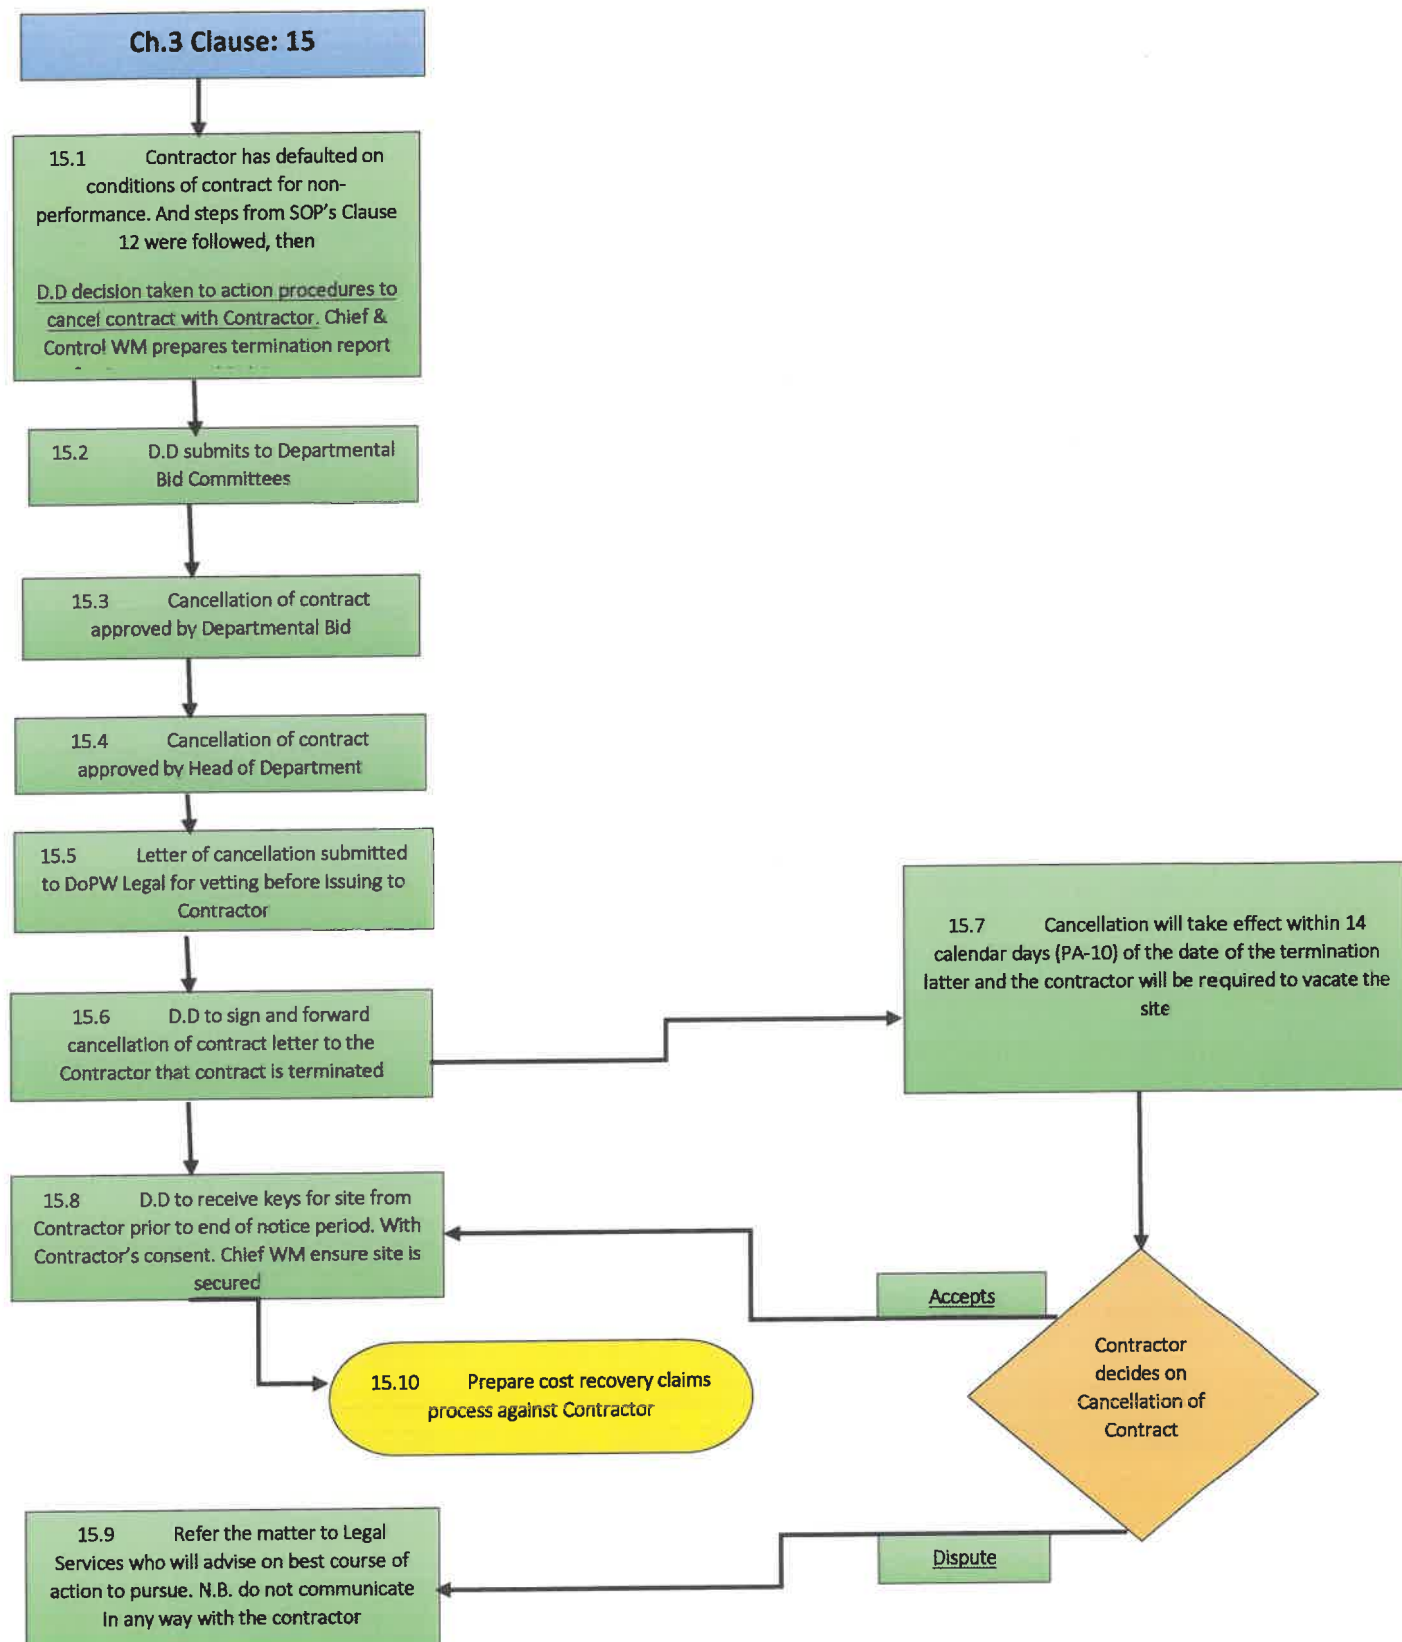 Ch.3 Clause: 15
15.1 Contractor has defaulted on
conditions of contract for non-
performance. And steps from SOP's Clause
12 were followed, then
D.D decision taken to action procedures to
cancel contract with Contractor. Chief &
Control WM prepares termination report
15.2 D.D submits to Departmental
Bid Committees
15.3 Cancellation of contract
approved by Departmental Bid
15.4 Cancellation of contract
approved by Head of Department
15.5 Letter of cancellation submitted
to DoPW Legal for vetting before issuing to
Contractor
15.6 D.D to sign and forward
cancellation of contract letter to the
Contractor that contract is terminated
15.7 Cancellation will take effect within 14
calendar days (PA-10) of the date of the termination
latter and the contractor will be required to vacate the
site
15.8 D.D to receive keys for site from
Contractor prior to end of notice period. With
Contractor's consent. Chief WM ensure site is
secured
Accepts
Contractor
decides on
Cancellation of
Contract
15.10 Prepare cost recovery claims
process against Contractor
Dispute
15.9 Refer the matter to Legal
Services who will advise on best course of
action to pursue. N.B. do not communicate
in any way with the contractor